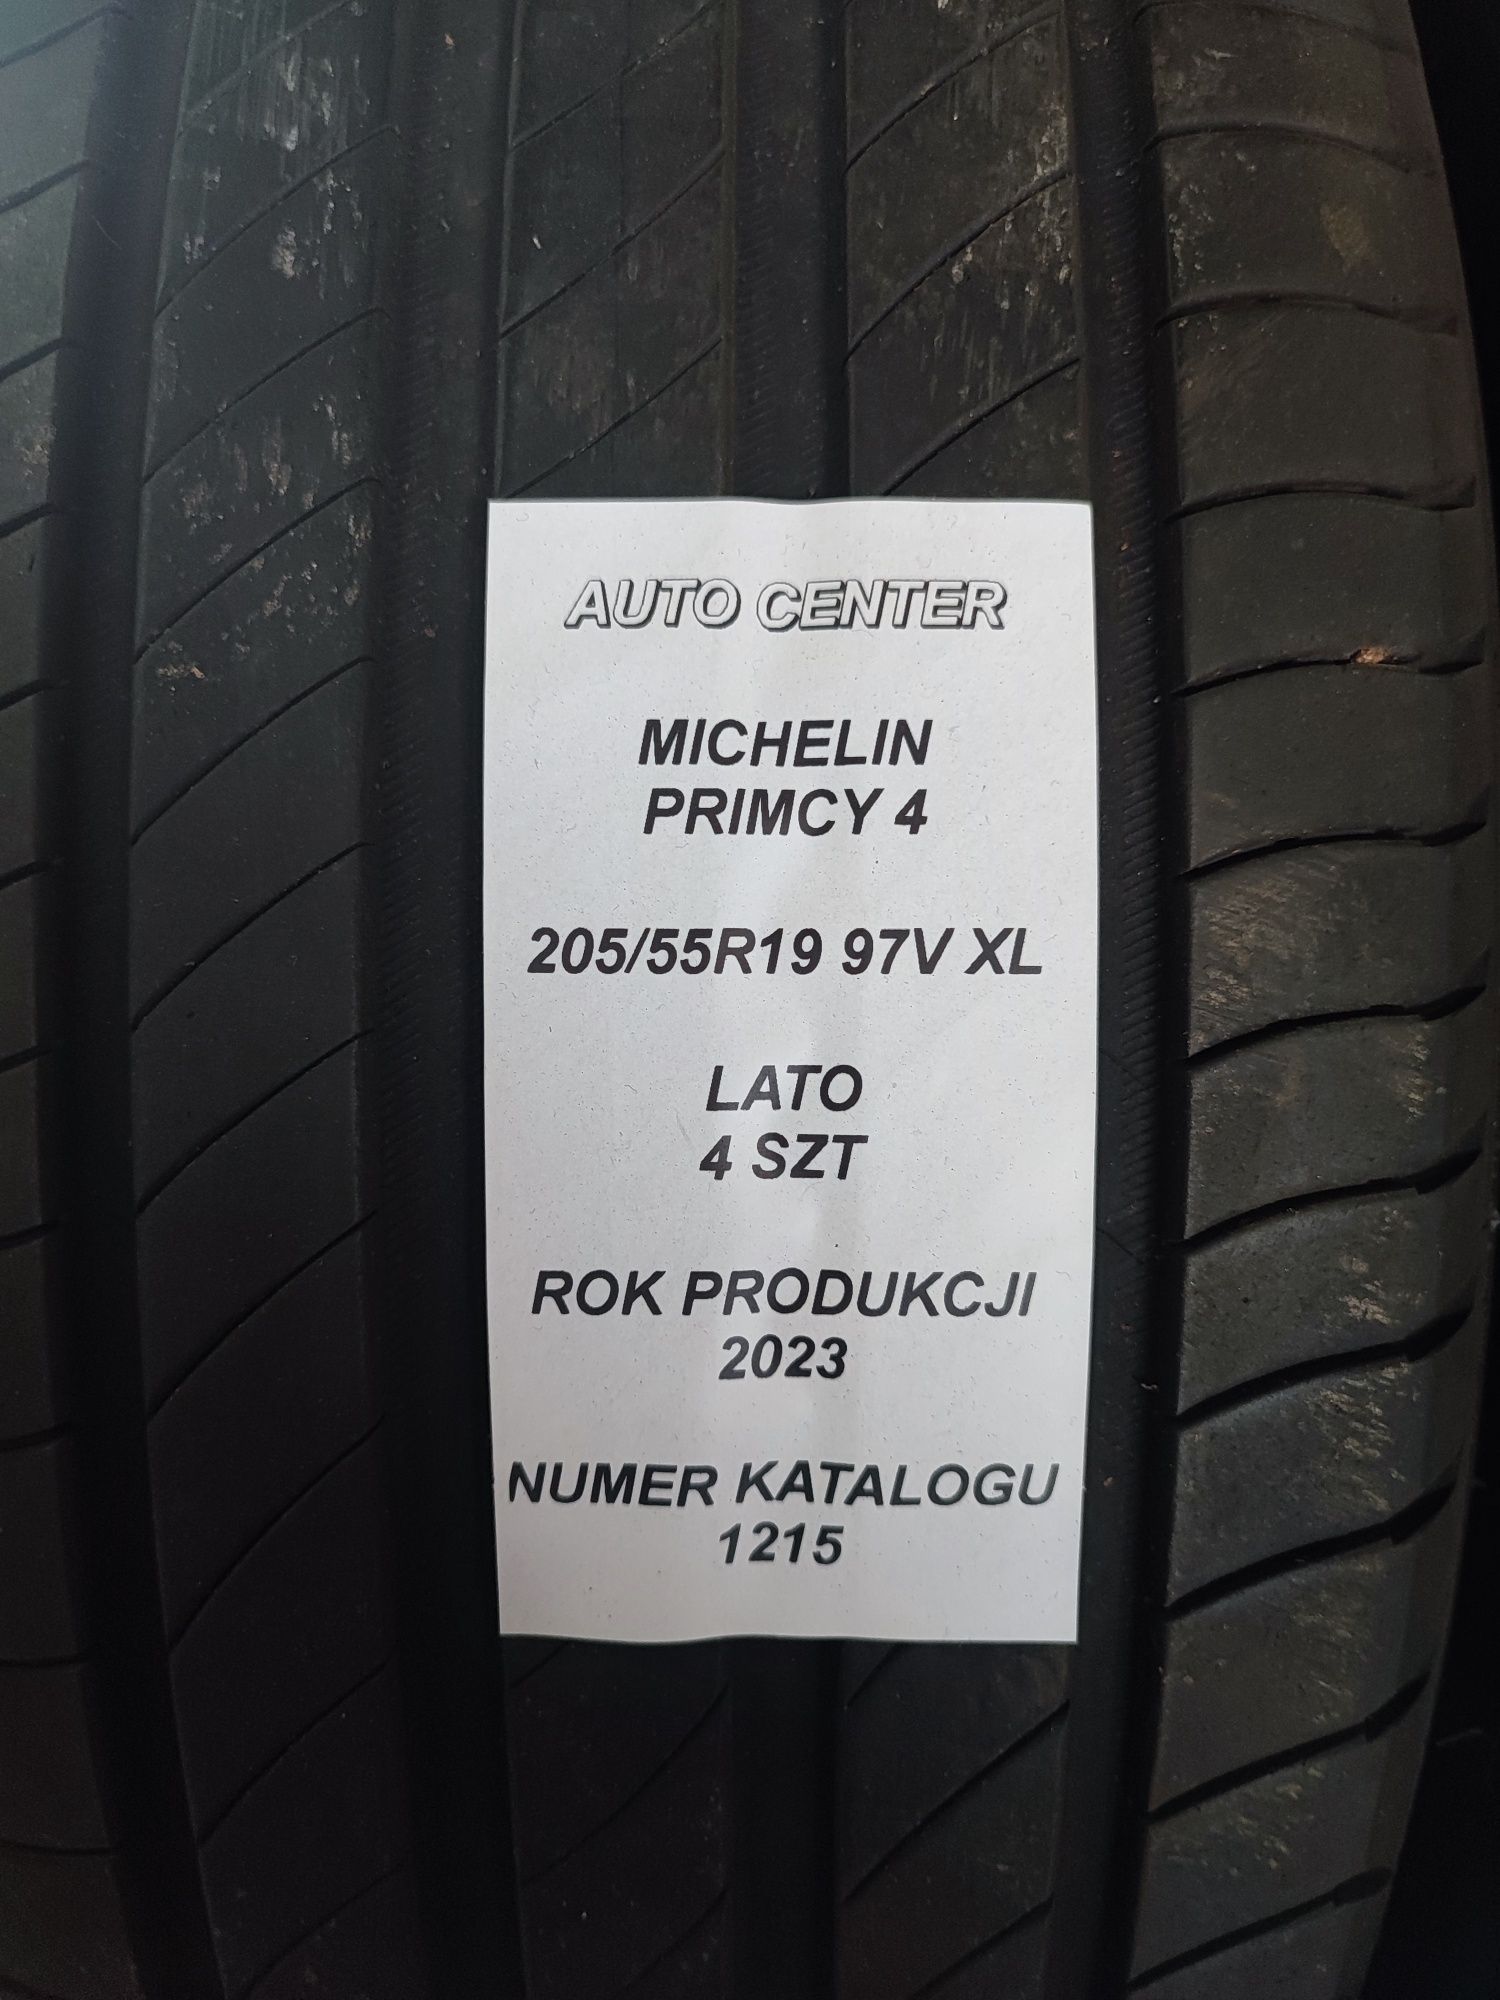 AUTO CENTER
MICHELIN
PRIMCY 4
205/55R19 97V XL
LATO
4 SZT
ROK PRODUKCJI
2023
NUMER KATALOGU
1215